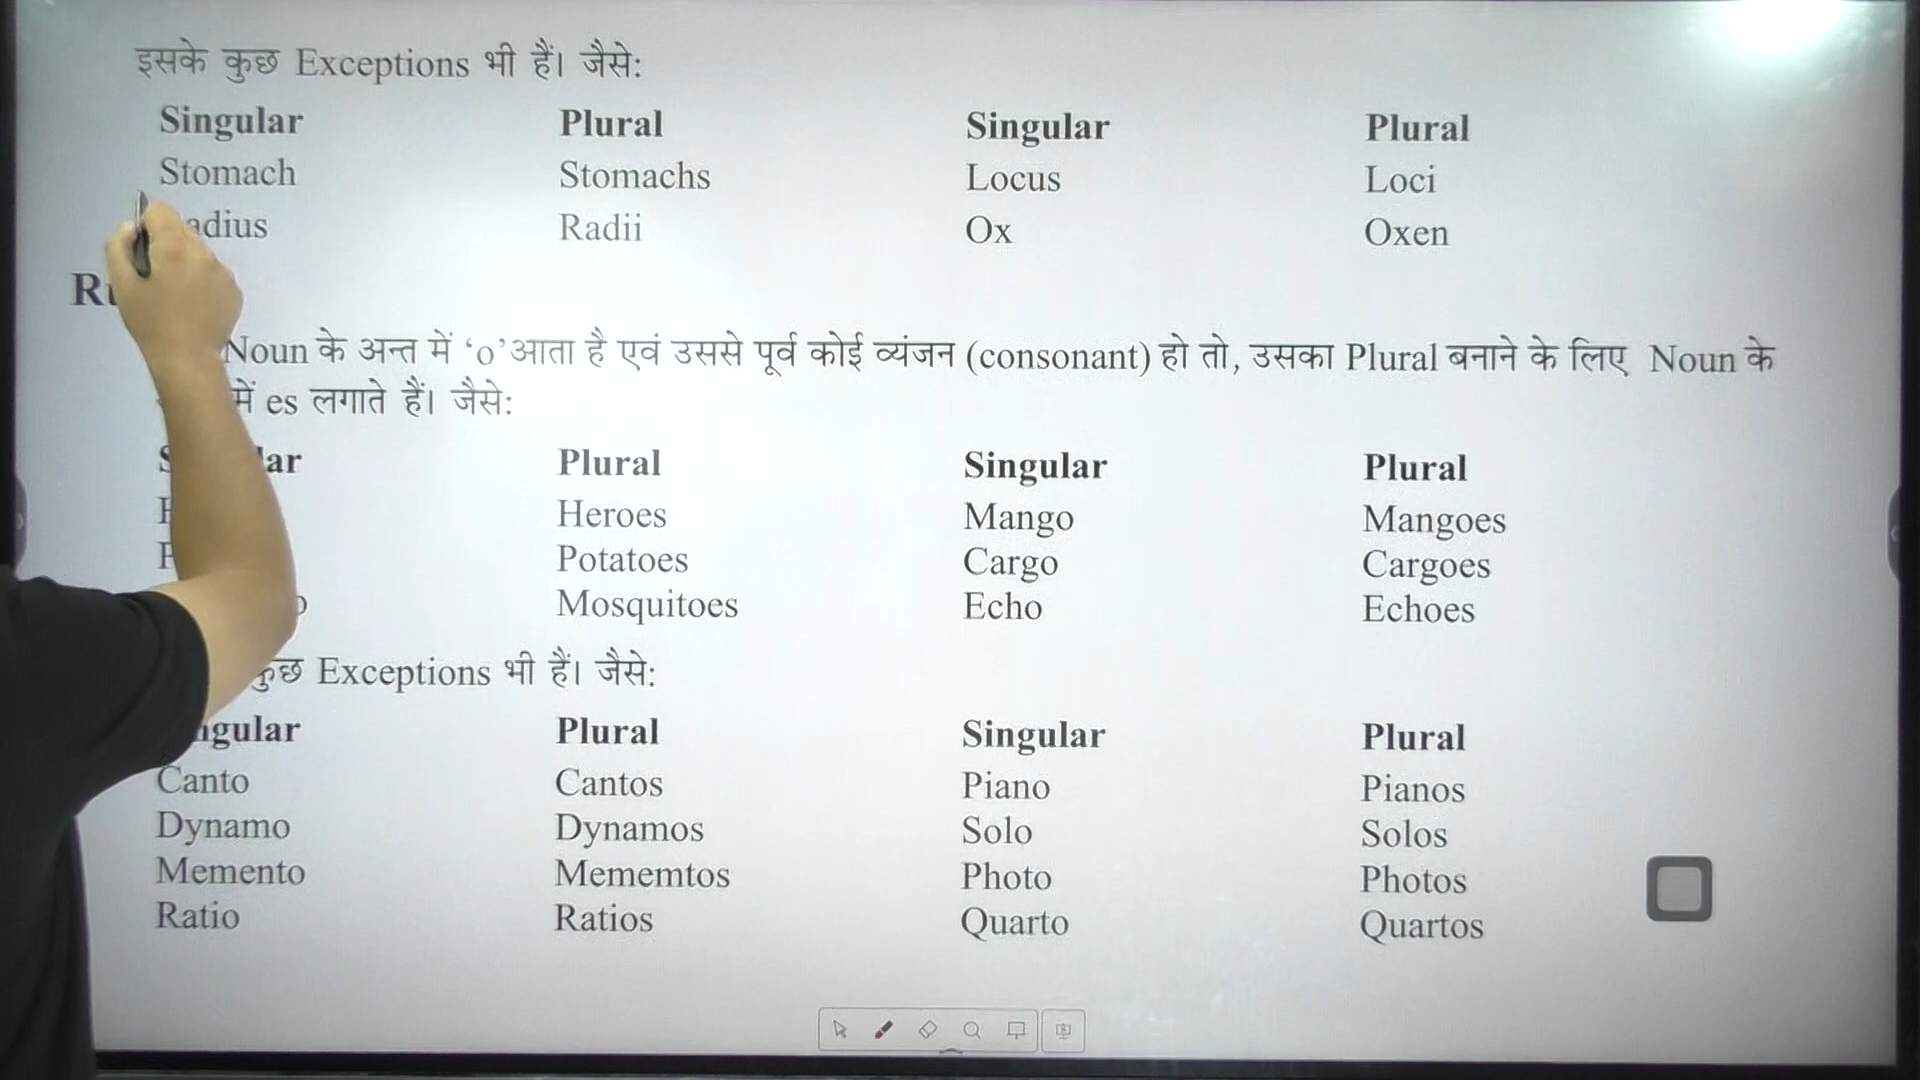 इसके कुछ Exceptions भी हैं। जैसे:
Singular Plural Singular Plural
Stomach Stomachs Locus Loci
Radii Ox Oxen
Noun के अन्त में ‘o’ आता है एवं उससे पूर्व कोई व्यंजन (consonant) हो तो, उसका Plural बनाने के लिए Noun के
में es लगाते हैं। जैसे:
Plural Singular Plural
Heroes Mango Mangoes
Potatoes Cargo Cargoes
Mosquitoes Echo Echoes
कुछ Exceptions भी हैं। जैसे:
Plural Singular Plural
Canto Cantos Piano Pianos
Dynamo Dynamos Solo Solos
Memento Mememtos Photo Photos
Ratio Ratios Quarto Quartos